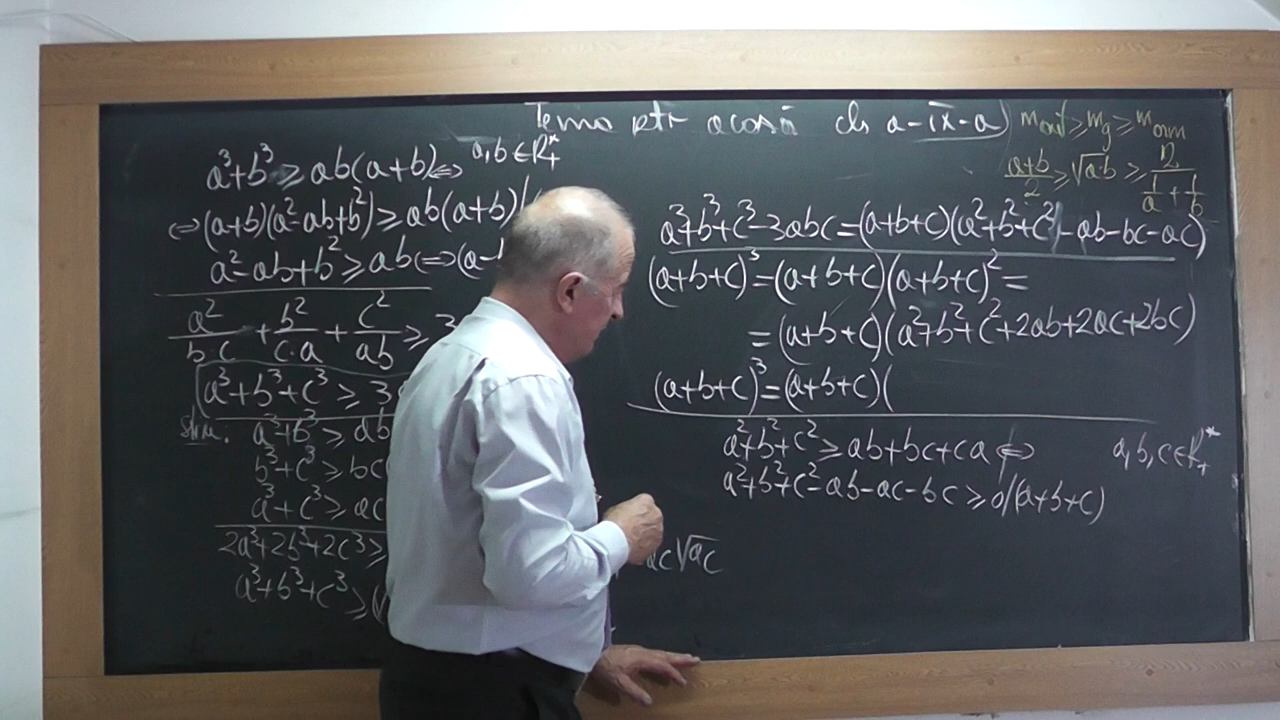 Tema ptr acasă cls a-IX-a
a³+b³ ≥ ab(a+b) ⇔ a,b ∈ R₊*
⇔ (a+b)(a²-ab+b²) ≥ ab(a+b) /
a²-ab+b² ≥ ab ⇔ (a-b
a²/b·c + b²/c·a + c²/ab ≥ 3
a³+b³+c³ ≥ 3
a³+b³ ≥ ab
b³+c³ ≥ bc
a³+c³ ≥ ac
2a³+2b³+2c³ ≥
a³+b³+c³ ≥
ac√ac
m_g ≥ m_arm
(a+b)/2 ≥ √a·b ≥ 2/(1/a + 1/b)
a³+b³+c³-3abc=(a+b+c)(a²+b²+c²-ab-bc-ac)
(a+b+c)³=(a+b+c)(a+b+c)²=
=(a+b+c)(a²+b²+c²+2ab+2ac+2bc)
(a+b+c)³=(a+b+c)(
a²+b²+c² ≥ ab+bc+ca ⇔ a,b,c ∈ R₊*
a²+b²+c²-ab-ac-bc ≥ 0/(a+b+c)